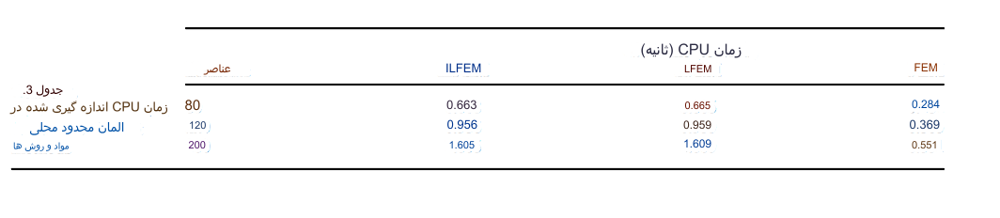 زمان CPU (ثانیه)
عناصر ILFEM LFEM FEM
جدول 3.
زمان CPU اندازه گیری شده در
المان محدود محلی
مواد و روش ها
80 0.663 0.665 0.284
120 0.956 0.959 0.369
200 1.605 1.609 0.551